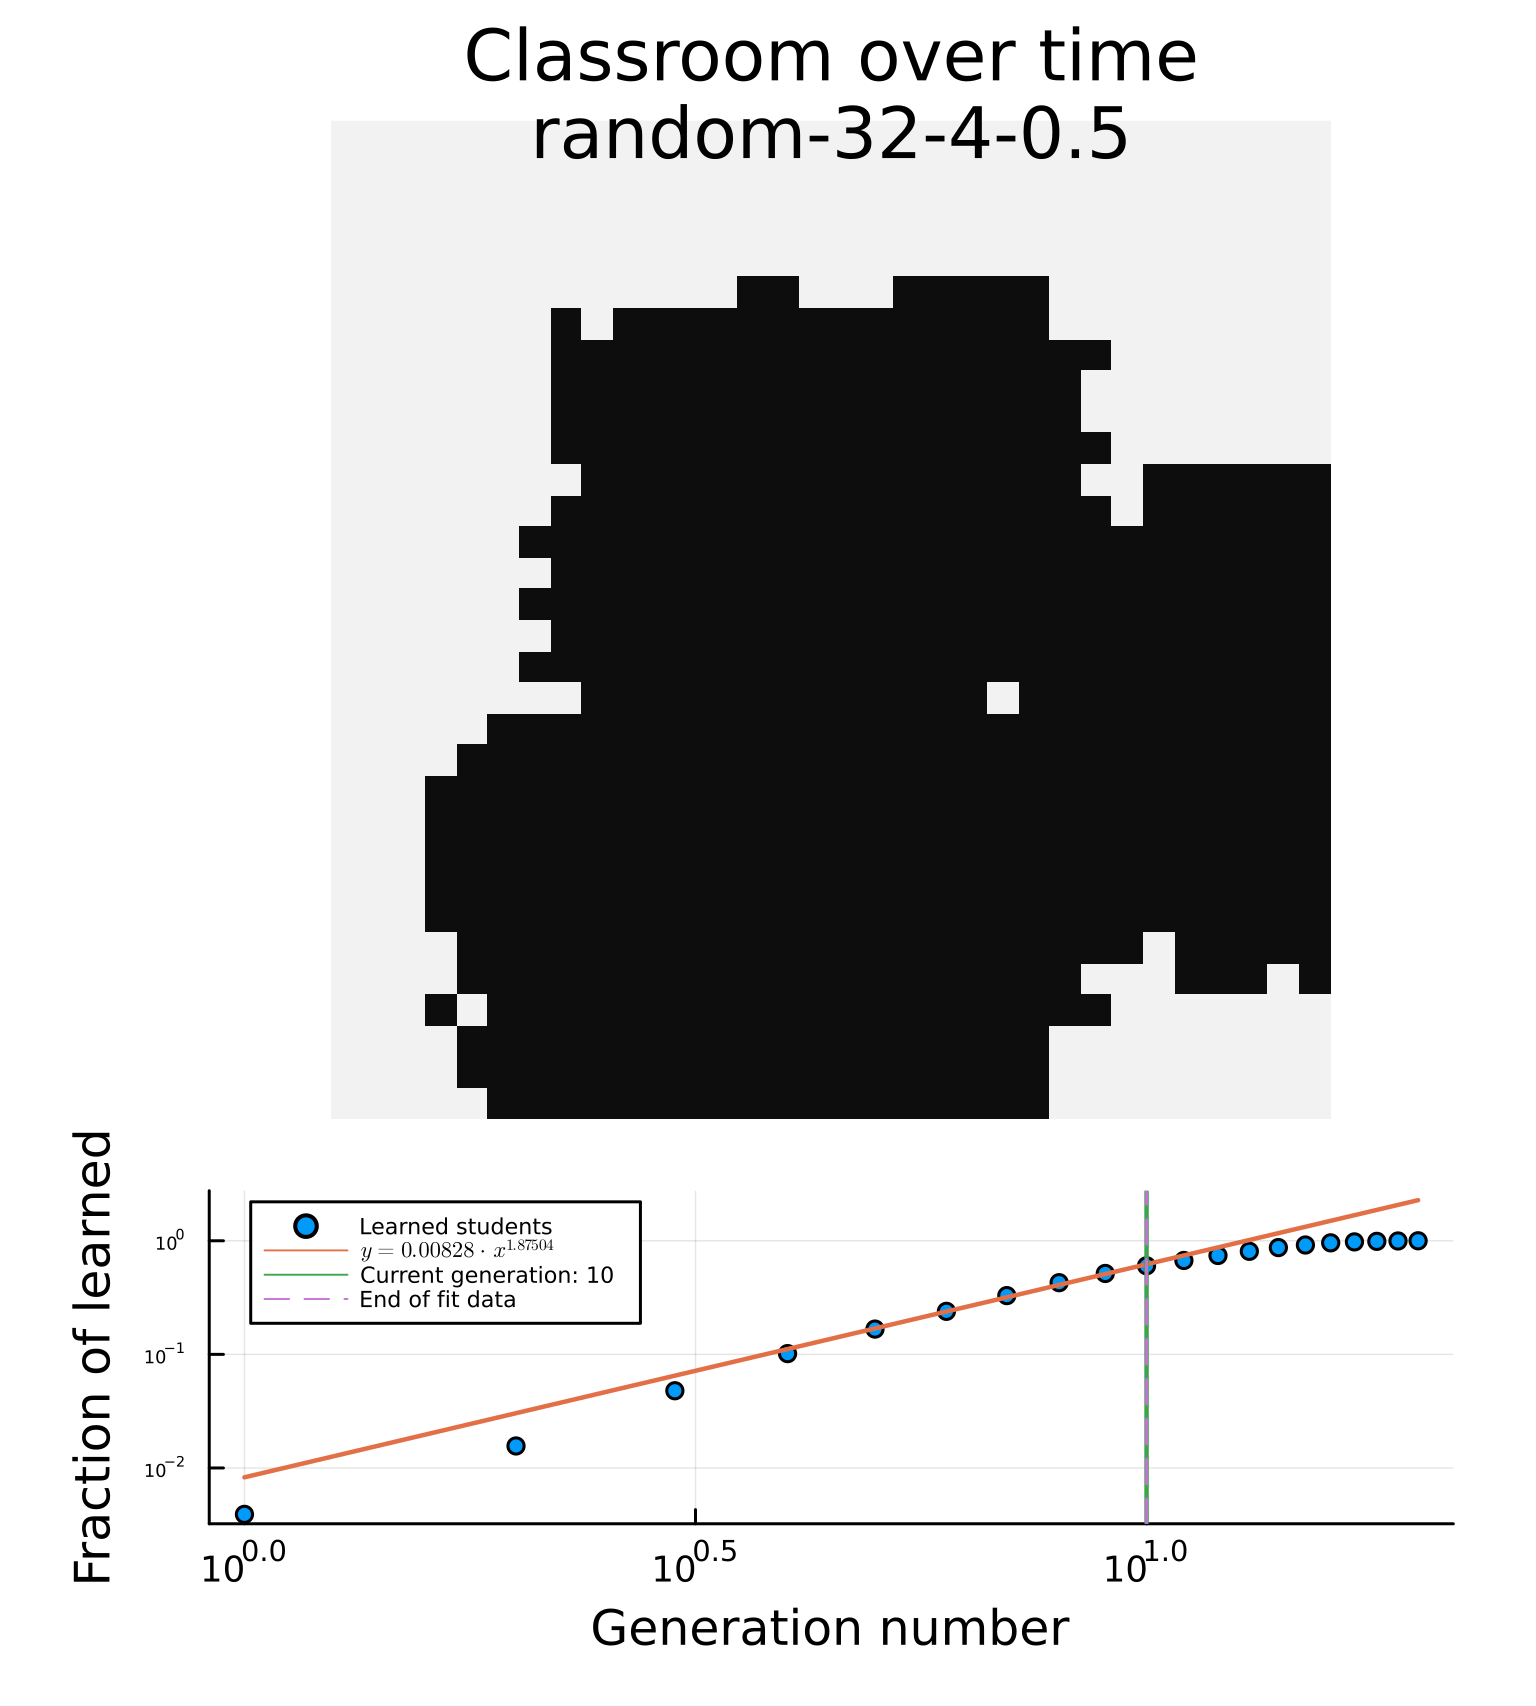 Classroom over time
random-32-4-0.5
Fraction of learned
10^0
10^-1
10^-2
Learned students
y = 0.00828 · x^1.87504
Current generation: 10
End of fit data
10^0.0 10^0.5 10^1.0
Generation number